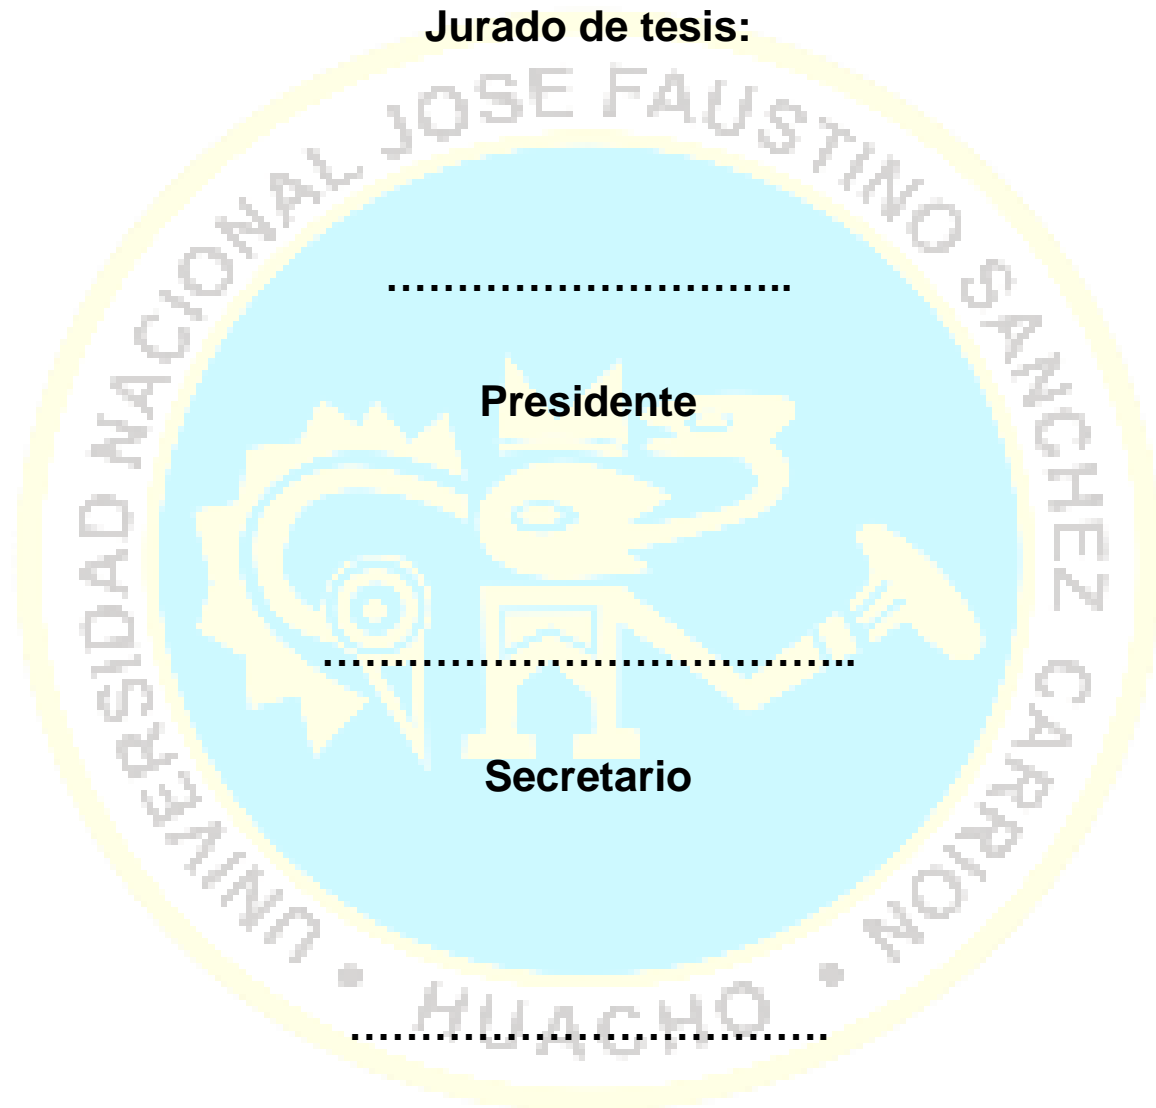 Jurado de tesis:
UNIVERSIDAD NACIONAL JOSE FAUSTINO SANCHEZ CARRION • HUACHO •
………………………..
Presidente
………………………………..
Secretario
…………………………….